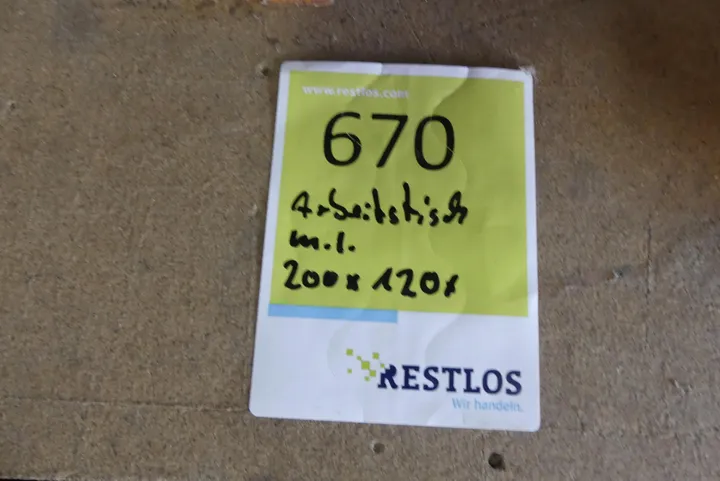 www.restlos.com
670
Arbeitstisch
m.l.
200x120x
RESTLOS
Wir handeln.